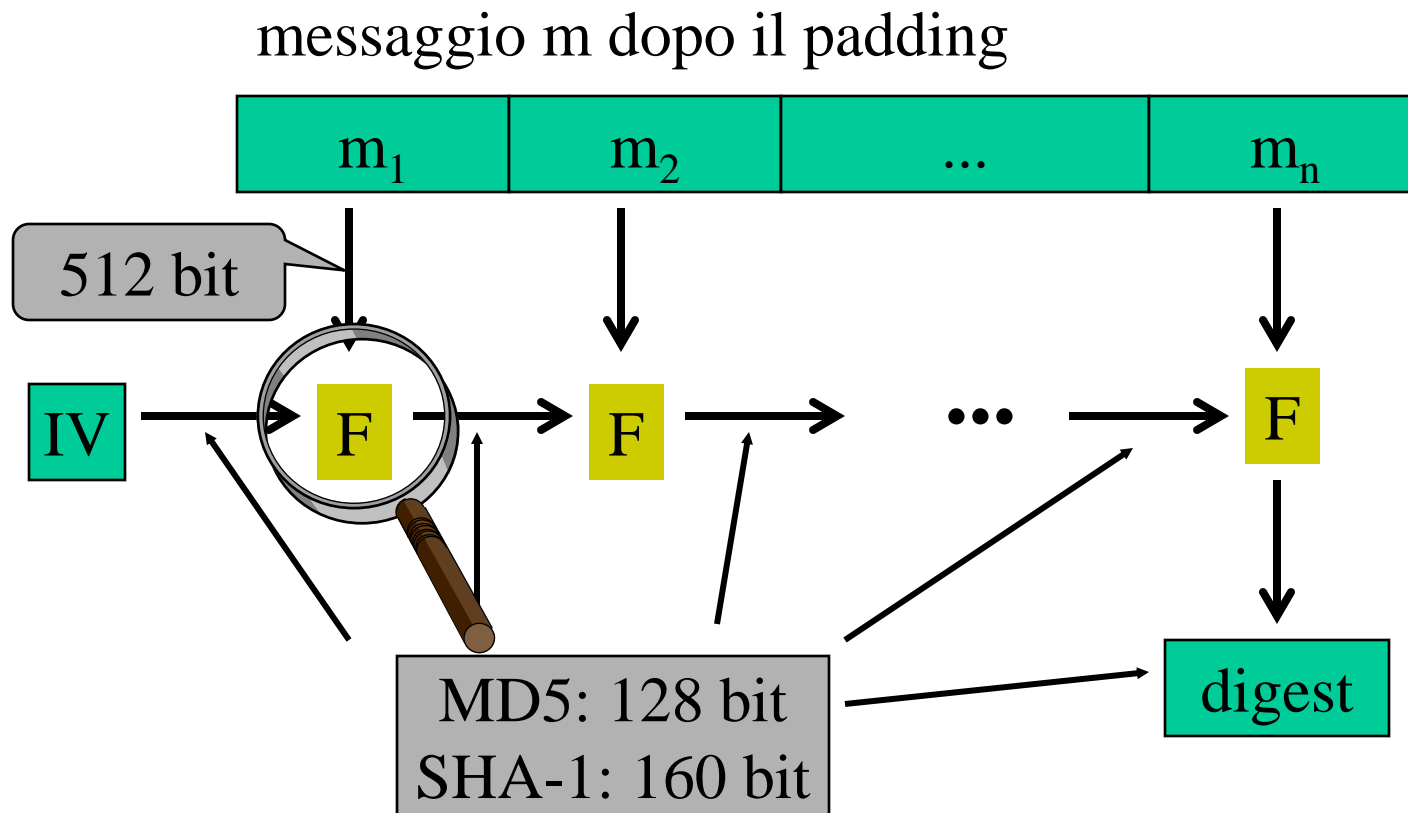 messaggio m dopo il padding
m₁ m₂ ... mₙ
512 bit
IV F F ••• F
MD5: 128 bit
SHA-1: 160 bit
digest